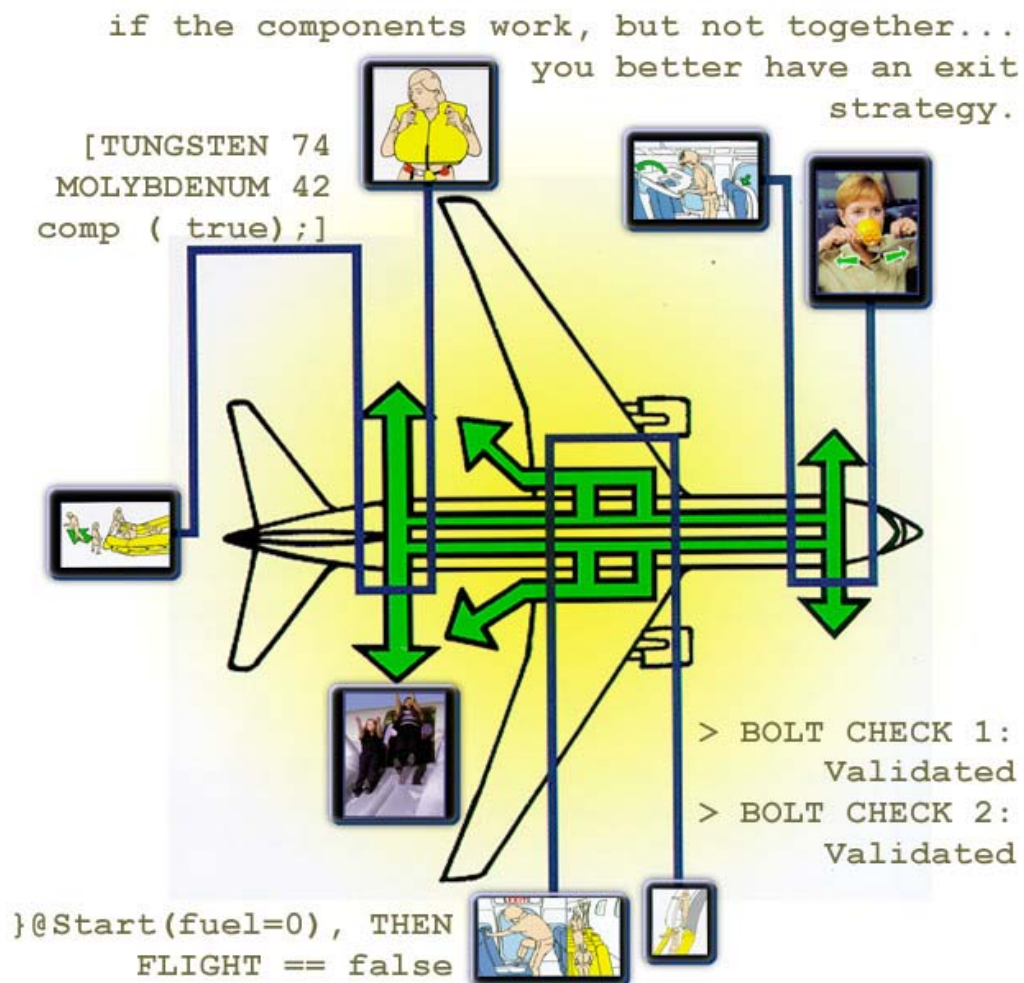 if the components work, but not together...
you better have an exit
strategy.
[TUNGSTEN 74
MOLYBDENUM 42
comp ( true);]
> BOLT CHECK 1:
Validated
> BOLT CHECK 2:
Validated
}@Start(fuel=0), THEN
FLIGHT == false